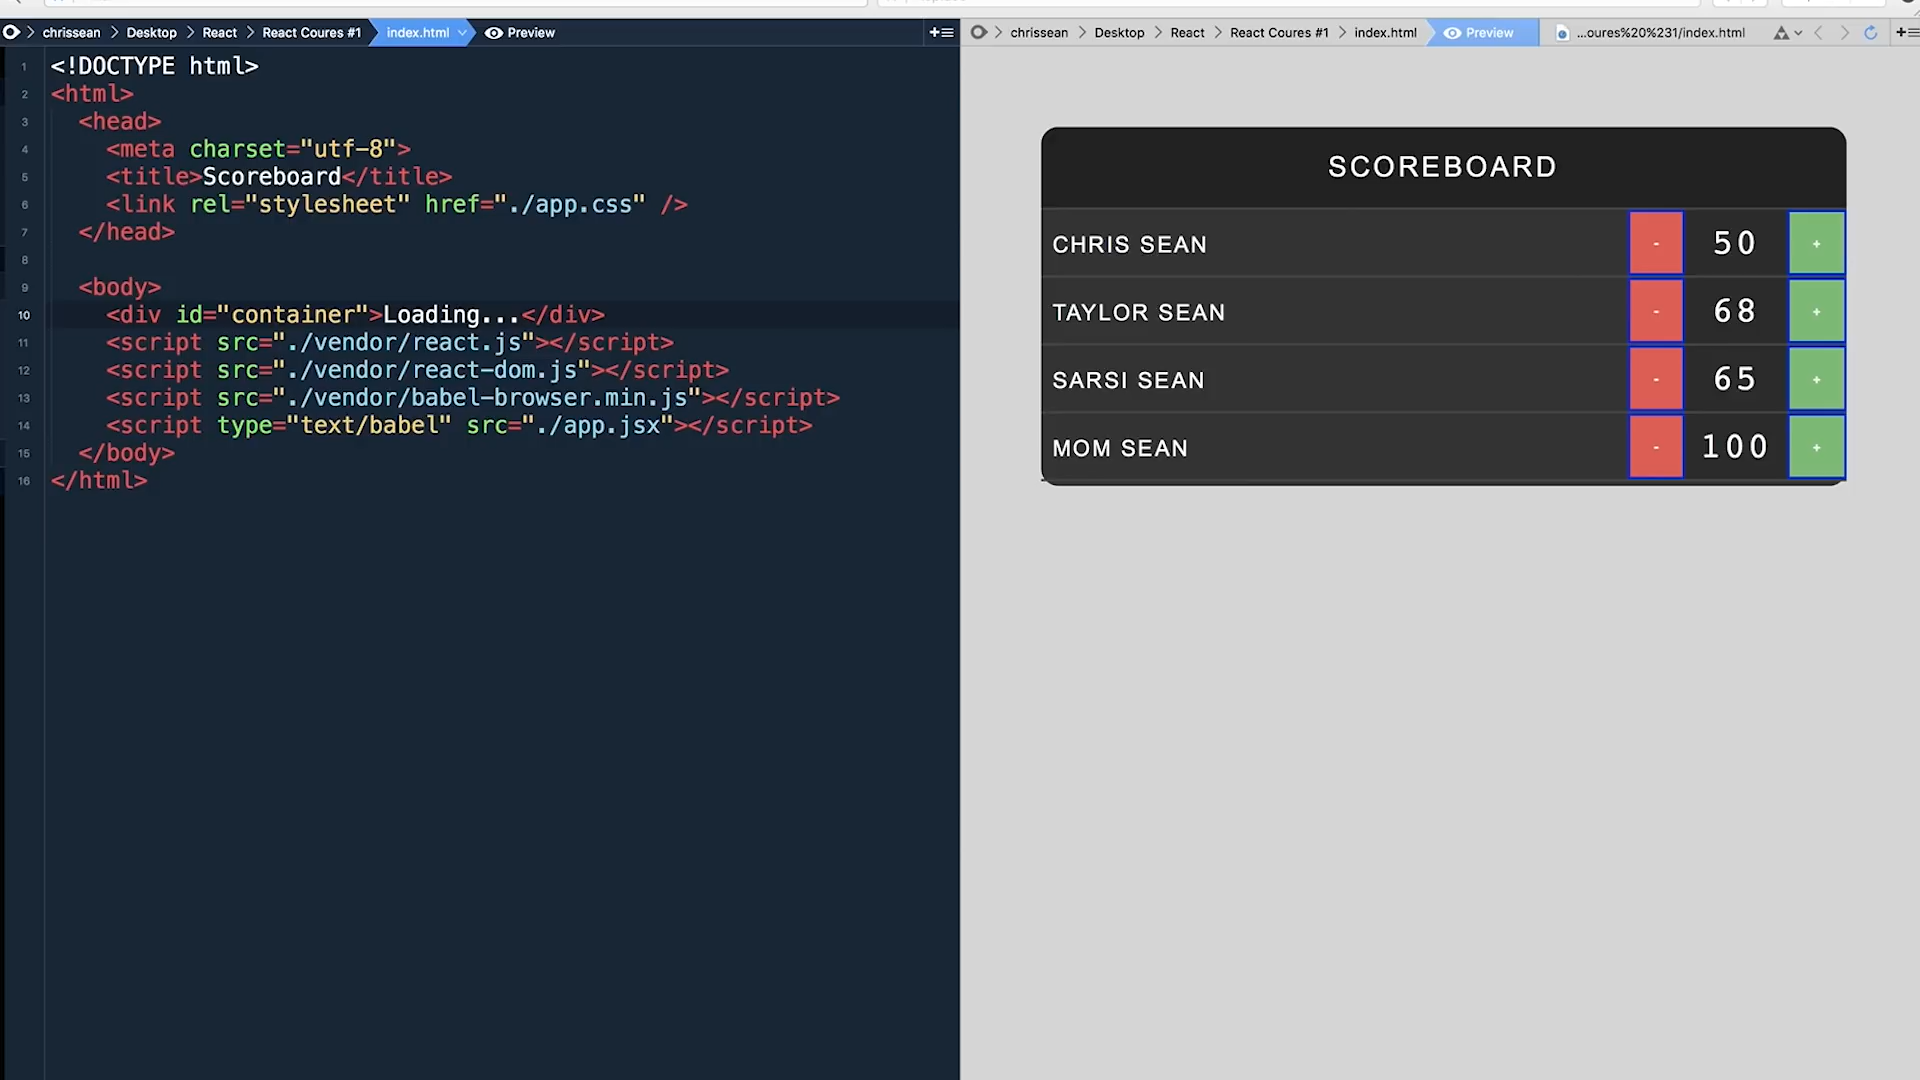 chrissean Desktop React React Coures #1 index.html Preview
chrissean Desktop React React Coures #1 index.html Preview ...oures%20%231/index.html
1 <!DOCTYPE html>
2 <html>
3 <head>
4 <meta charset="utf-8">
5 <title>Scoreboard</title>
6 <link rel="stylesheet" href="./app.css" />
7 </head>
8
9 <body>
10 <div id="container">Loading...</div>
11 <script src="./vendor/react.js"></script>
12 <script src="./vendor/react-dom.js"></script>
13 <script src="./vendor/babel-browser.min.js"></script>
14 <script type="text/babel" src="./app.jsx"></script>
15 </body>
16 </html>
SCOREBOARD
CHRIS SEAN - 50 +
TAYLOR SEAN - 68 +
SARSI SEAN - 65 +
MOM SEAN - 100 +